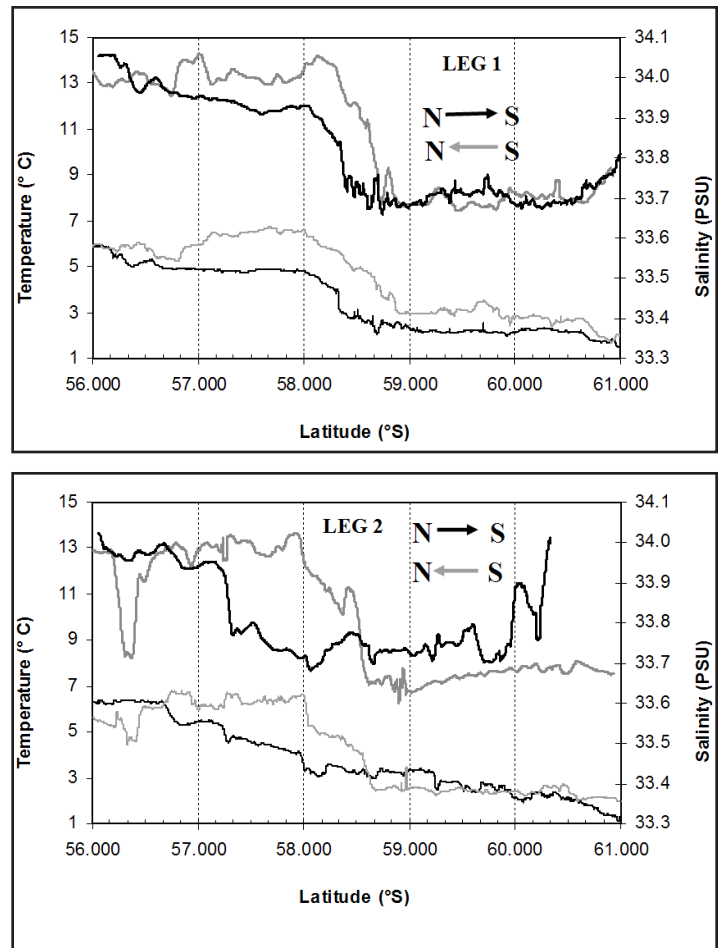 LEG 1
N S
N S
Temperature (° C)
15
13
11
9
7
5
3
1
34.1
34.0
33.9
33.8
33.7
33.6
33.5
33.4
33.3
Salinity (PSU)
56.000 57.000 58.000 59.000 60.000 61.000
Latitude (°S)
LEG 2
N S
N S
Temperature (° C)
15
13
11
9
7
5
3
1
34.1
34.0
33.9
33.8
33.7
33.6
33.5
33.4
33.3
Salinity (PSU)
56.000 57.000 58.000 59.000 60.000 61.000
Latitude (°S)